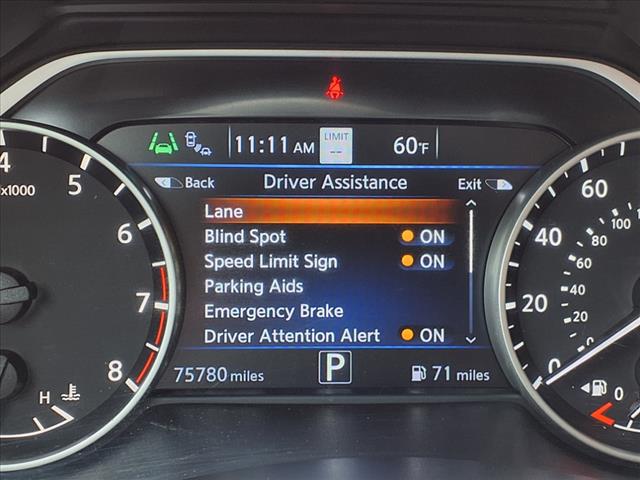 11:11 AM
LIMIT
--
60°F
Back
Driver Assistance
Exit
Lane
Blind Spot
ON
Speed Limit Sign
ON
Parking Aids
Emergency Brake
Driver Attention Alert
ON
75780 miles
P
71 miles
4
x1000
5
6
7
8
H
60
40
20
0
100
80
60
40
20
0
0